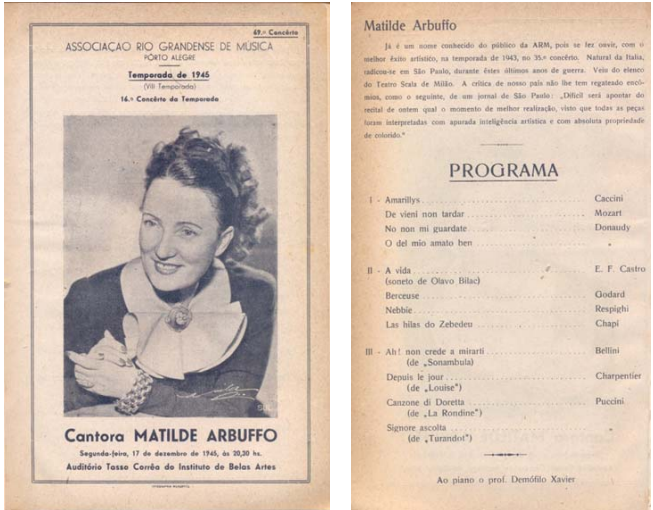 69.º Concêrto
ASSOCIAÇÃO RIO GRANDENSE DE MÚSICA
PÔRTO ALEGRE
Temporada de 1945
(VIII Temporada)
16.º Concêrto da Temporada
Cantora MATILDE ARBUFFO
Segunda-feira, 17 de dezembro de 1945, às 20,30 hs.
Auditório Tasso Corrêa do Instituto de Belas Artes
Matilde Arbuffo
Já é um nome conhecido do público da ARM, pois se fez ouvir, com o
melhor êxito artístico, na temporada de 1943, no 35.º concêrto. Natural da Italia,
radicou-se em São Paulo, durante êstes últimos anos de guerra. Veio do elenco
do Teatro Scala de Milão. A crítica de nosso país não lhe tem regateado encô-
mios, como o seguinte, de um jornal de São Paulo: „Difícil será apontar do
recital de ontem qual o momento de melhor realização, visto que todas as peças
foram interpretadas com apurada inteligência artística e com absoluta propriedade
de colorido."
PROGRAMA
I - Amarillys Caccini
De vieni non tardar Mozart
No non mi guardate Donaudy
O del mio amato ben "
II - A vida E. F. Castro
(soneto de Olavo Bilac)
Berceuse Godard
Nebbie Respighi
Las hilas do Zebedeu Chapí
III - Ah! non crede a mirarti Bellini
(de „Sonambula)
Depuis le jour Charpentier
(de „Louise")
Canzone di Doretta Puccini
(de „La Rondine")
Signore ascolta "
(de „Turandot")
Ao piano o prof. Demófilo Xavier